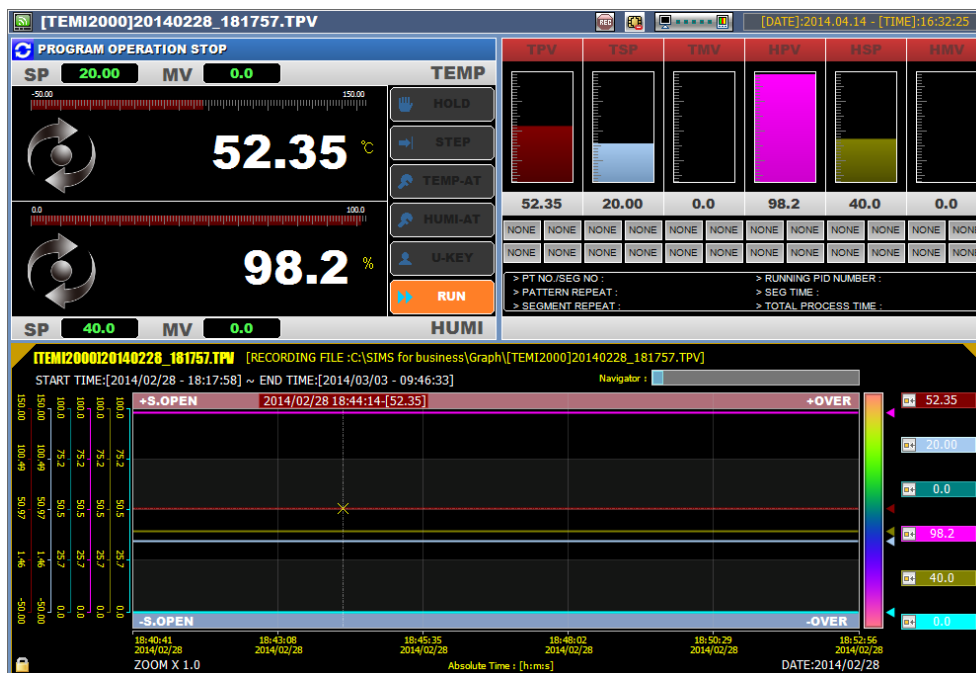 [TEMI2000]20140228_181757.TPV
REC
[DATE]:2014.04.14 - [TIME]:16:32:25
PROGRAM OPERATION STOP
SP 20.00 MV 0.0 TEMP
-50.00 150.00
52.35 ℃
HOLD
STEP
TEMP-AT
0.0 100.0
98.2 %
HUMI-AT
U-KEY
RUN
SP 40.0 MV 0.0 HUMI
TPV TSP TMV HPV HSP HMV
52.35 20.00 0.0 98.2 40.0 0.0
NONE NONE NONE NONE NONE NONE NONE NONE NONE NONE NONE NONE
NONE NONE NONE NONE NONE NONE NONE NONE NONE NONE NONE NONE
> PT NO./SEG NO : > RUNNING PID NUMBER :
> PATTERN REPEAT : > SEG TIME :
> SEGMENT REPEAT : > TOTAL PROCESS TIME :
[TEMI2000]20140228_181757.TPV [RECORDING FILE :C:\SIMS for business\Graph\[TEMI2000]20140228_181757.TPV]
START TIME:[2014/02/28 - 18:17:58] ~ END TIME:[2014/03/03 - 09:46:33] Navigator :
+S.OPEN 2014/02/28 18:44:14-[52.35] +OVER
150.00 150.00 100.0 100.0 100.0 100.0
100.49 100.49 75.2 75.2 75.2 75.2
50.97 50.97 50.5 50.5 50.5 50.5
1.46 1.46 25.7 25.7 25.7 25.7
-50.00 -50.00 0.0 0.0 0.0 0.0
52.35
20.00
0.0
98.2
40.0
0.0
-S.OPEN -OVER
18:40:41 18:43:08 18:45:35 18:48:02 18:50:29 18:52:56
2014/02/28 2014/02/28 2014/02/28 2014/02/28 2014/02/28 2014/02/28
ZOOM X 1.0 Absolute Time : [h:m:s] DATE:2014/02/28